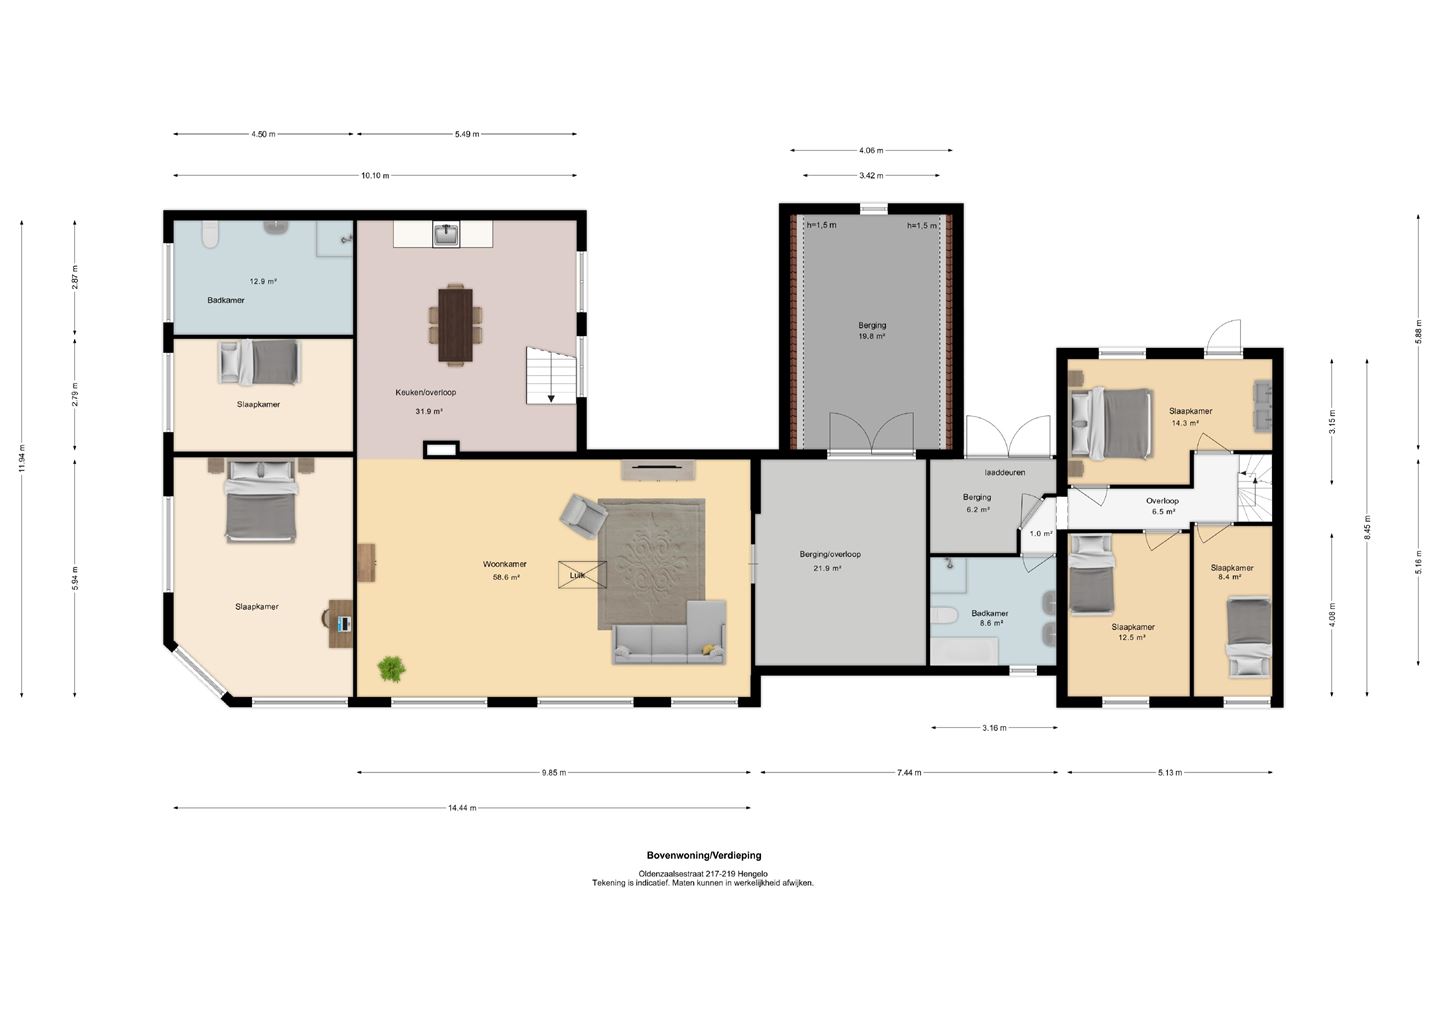 4.50 m
5.49 m
10.10 m
4.06 m
3.42 m
h=1,5 m
h=1,5 m
11.94 m
2.87 m
2.79 m
5.94 m
12.9 m²
Badkamer
Slaapkamer
Slaapkamer
Keuken/overloop
31.9 m²
Woonkamer
58.6 m²
Luik
Berging
19.8 m²
Berging/overloop
21.9 m²
laaddeuren
Berging
6.2 m²
1.0 m²
Badkamer
8.6 m²
Slaapkamer
14.3 m²
Overloop
6.5 m²
Slaapkamer
12.5 m²
Slaapkamer
8.4 m²
3.15 m
4.08 m
8.45 m
5.88 m
5.16 m
3.16 m
9.85 m
7.44 m
5.13 m
14.44 m
Bovenwoning/Verdieping
Oldenzaalsestraat 217-219 Hengelo
Tekening is indicatief. Maten kunnen in werkelijkheid afwijken.